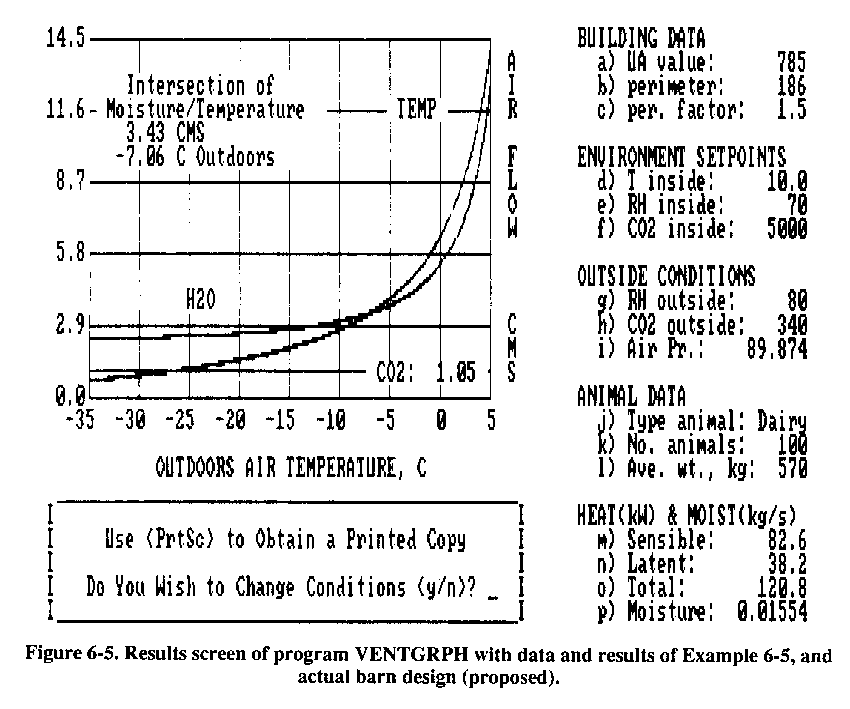 14.5
11.6
8.7
5.8
2.9
0.0
Intersection of
Moisture/Temperature
3.43 CMS
-7.06 C Outdoors
TEMP
H2O
CO2: 1.05
AIR FLOW CMS
-35 -30 -25 -20 -15 -10 -5 0 5
OUTDOORS AIR TEMPERATURE, C
Use <PrtSc> to Obtain a Printed Copy
Do You Wish to Change Conditions <y/n>? _
BUILDING DATA
a) UA value: 785
b) perimeter: 186
c) per. factor: 1.5
ENVIRONMENT SETPOINTS
d) T inside: 10.0
e) RH inside: 70
f) CO2 inside: 5000
OUTSIDE CONDITIONS
g) RH outside: 80
h) CO2 outside: 340
i) Air Pr.: 89.874
ANIMAL DATA
j) Type animal: Dairy
k) No. animals: 100
l) Ave. wt., kg: 570
HEAT(kW) & MOIST(kg/s)
m) Sensible: 82.6
n) Latent: 38.2
o) Total: 120.8
p) Moisture: 0.01554
Figure 6-5. Results screen of program VENTGRPH with data and results of Example 6-5, and
actual barn design (proposed).